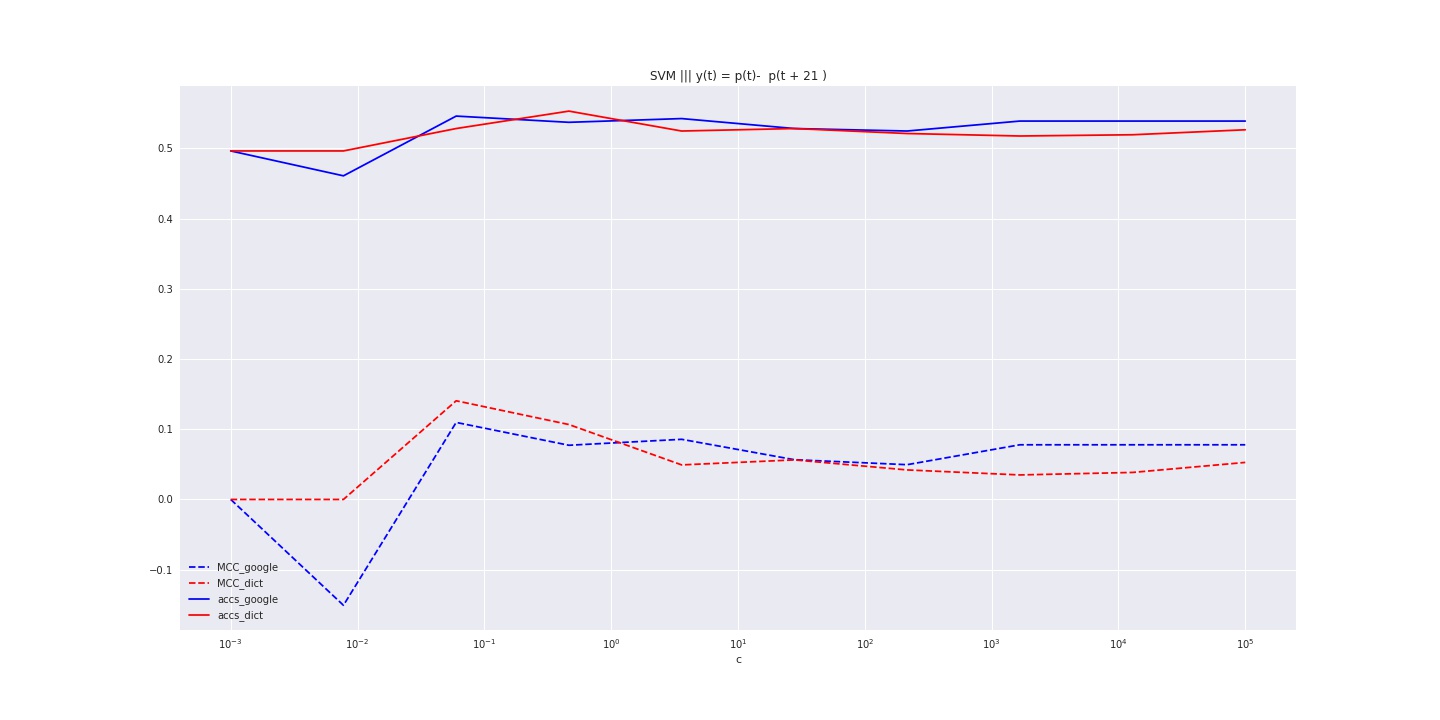 SVM ||| y(t) = p(t)-  p(t + 21 )
0.5
0.4
0.3
0.2
0.1
0.0
−0.1
MCC_google
MCC_dict
accs_google
accs_dict
10⁻³ 10⁻² 10⁻¹ 10⁰ 10¹ 10² 10³ 10⁴ 10⁵
c